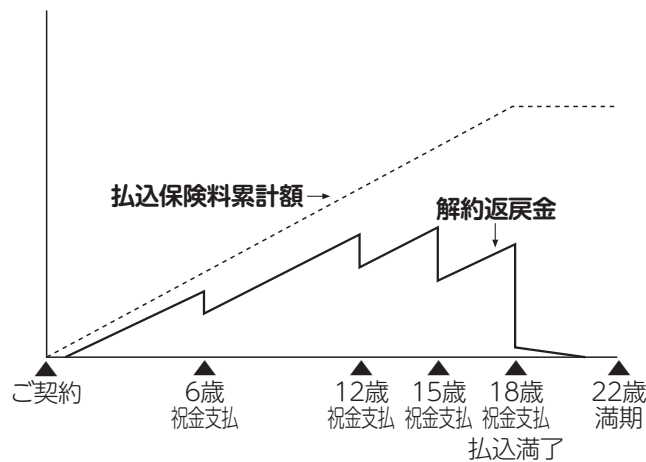 払込保険料累計額
解約返戻金
ご契約
6歳
祝金支払
12歳
祝金支払
15歳
祝金支払
18歳
祝金支払
払込満了
22歳
満期